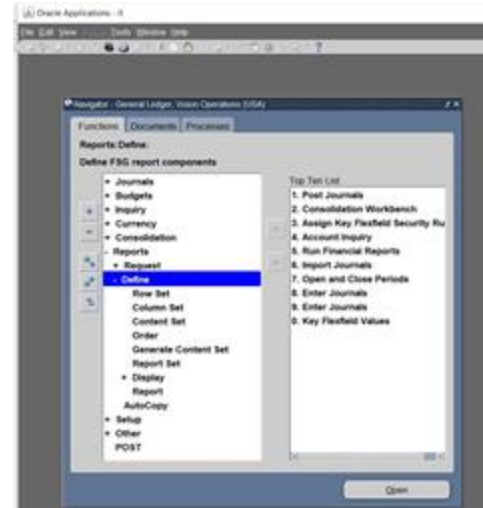 Oracle Applications - II
File Edit View Tools Window Help
Navigator - General Ledger, Vision Operations (USA)
Functions Documents Processes
Reports:Define:
Define FSG report components
+ Journals
+ Budgets
+ Inquiry
+ Currency
+ Consolidation
- Reports
+ Request
- Define
Row Set
Column Set
Content Set
Order
Generate Content Set
Report Set
+ Display
Report
AutoCopy
+ Setup
+ Other
POST
Top Ten List
1. Post Journals
2. Consolidation Workbench
3. Assign Key Flexfield Security Ru
4. Account Inquiry
5. Run Financial Reports
6. Import Journals
7. Open and Close Periods
8. Enter Journals
9. Enter Journals
0. Key Flexfield Values
Open